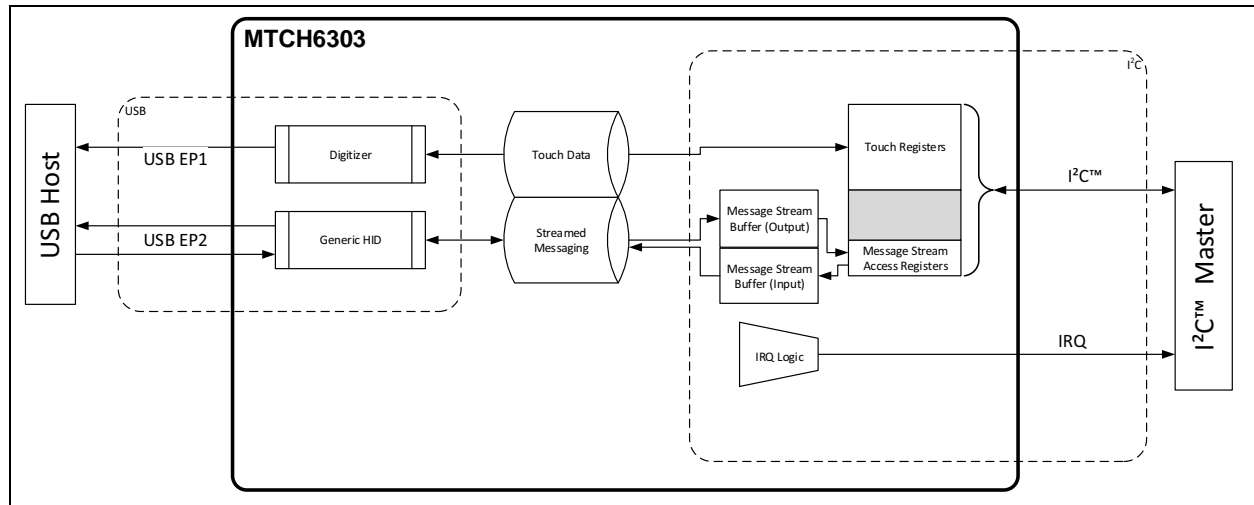 MTCH6303
I²C
USB
USB Host
USB EP1
Digitizer
Touch Data
Touch Registers
I²C™
USB EP2
Generic HID
Streamed
Messaging
Message Stream
Buffer (Output)
Message Stream
Buffer (Input)
Message Stream
Access Registers
I²C™ Master
IRQ Logic
IRQ